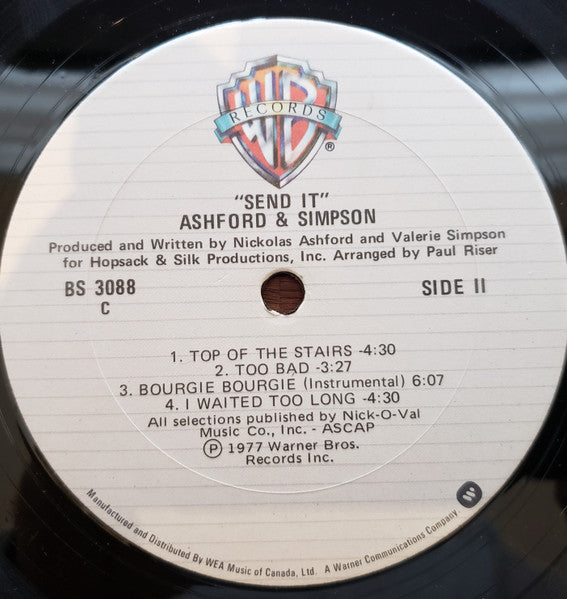 WB
RECORDS
®
"SEND IT"
ASHFORD & SIMPSON
Produced and Written by Nickolas Ashford and Valerie Simpson
for Hopsack & Silk Productions, Inc. Arranged by Paul Riser
BS 3088 SIDE II
C
1. TOP OF THE STAIRS -4:30
2. TOO BAD -3:27
3. BOURGIE BOURGIE (Instrumental) 6:07
4. I WAITED TOO LONG -4:30
All selections published by Nick-O-Val
Music Co., Inc. - ASCAP
Ⓟ 1977 Warner Bros.
Records Inc.
Manufactured and Distributed By WEA Music of Canada, Ltd. A Warner Communications Company